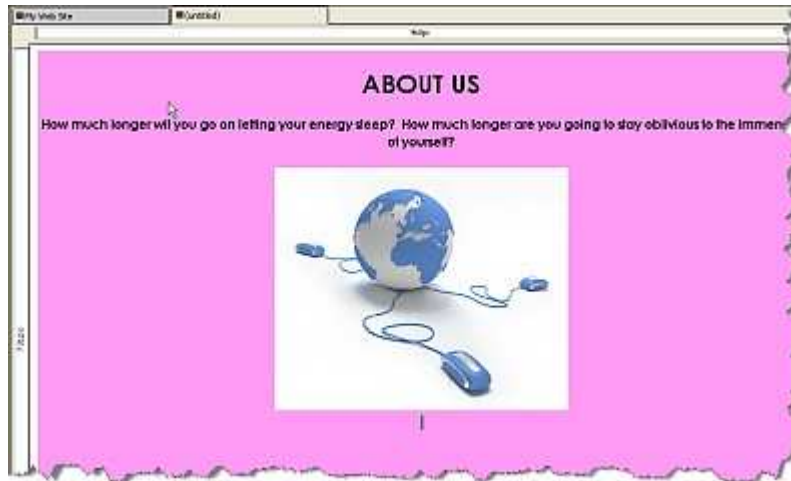 My Web Site
(untitled)
ABOUT US
How much longer will you go on letting your energy sleep? How much longer are you going to stay oblivious to the immen
of yourself?